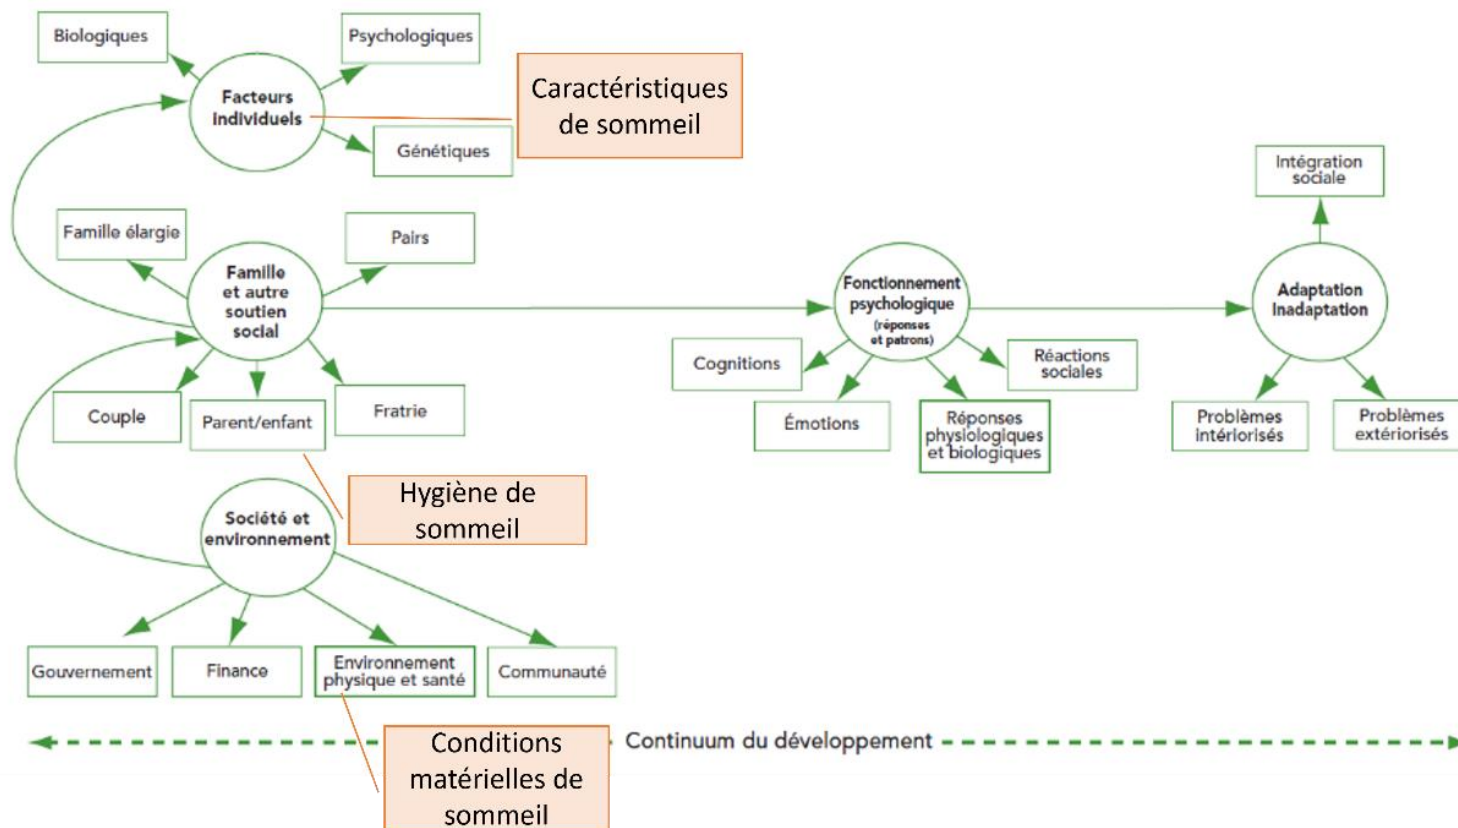 Biologiques
Psychologiques
Facteurs
individuels
Caractéristiques
de sommeil
Génétiques
Famille élargie
Pairs
Famille
et autre
soutien
social
Couple
Parent/enfant
Fratrie
Hygiène de
sommeil
Fonctionnement
psychologique
(réponses
et patrons)
Cognitions
Émotions
Réponses
physiologiques
et biologiques
Réactions
sociales
Intégration
sociale
Adaptation
Inadaptation
Problèmes
intériorisés
Problèmes
extériorisés
Société et
environnement
Gouvernement
Finance
Environnement
physique et santé
Communauté
Conditions
matérielles de
sommeil
Continuum du développement